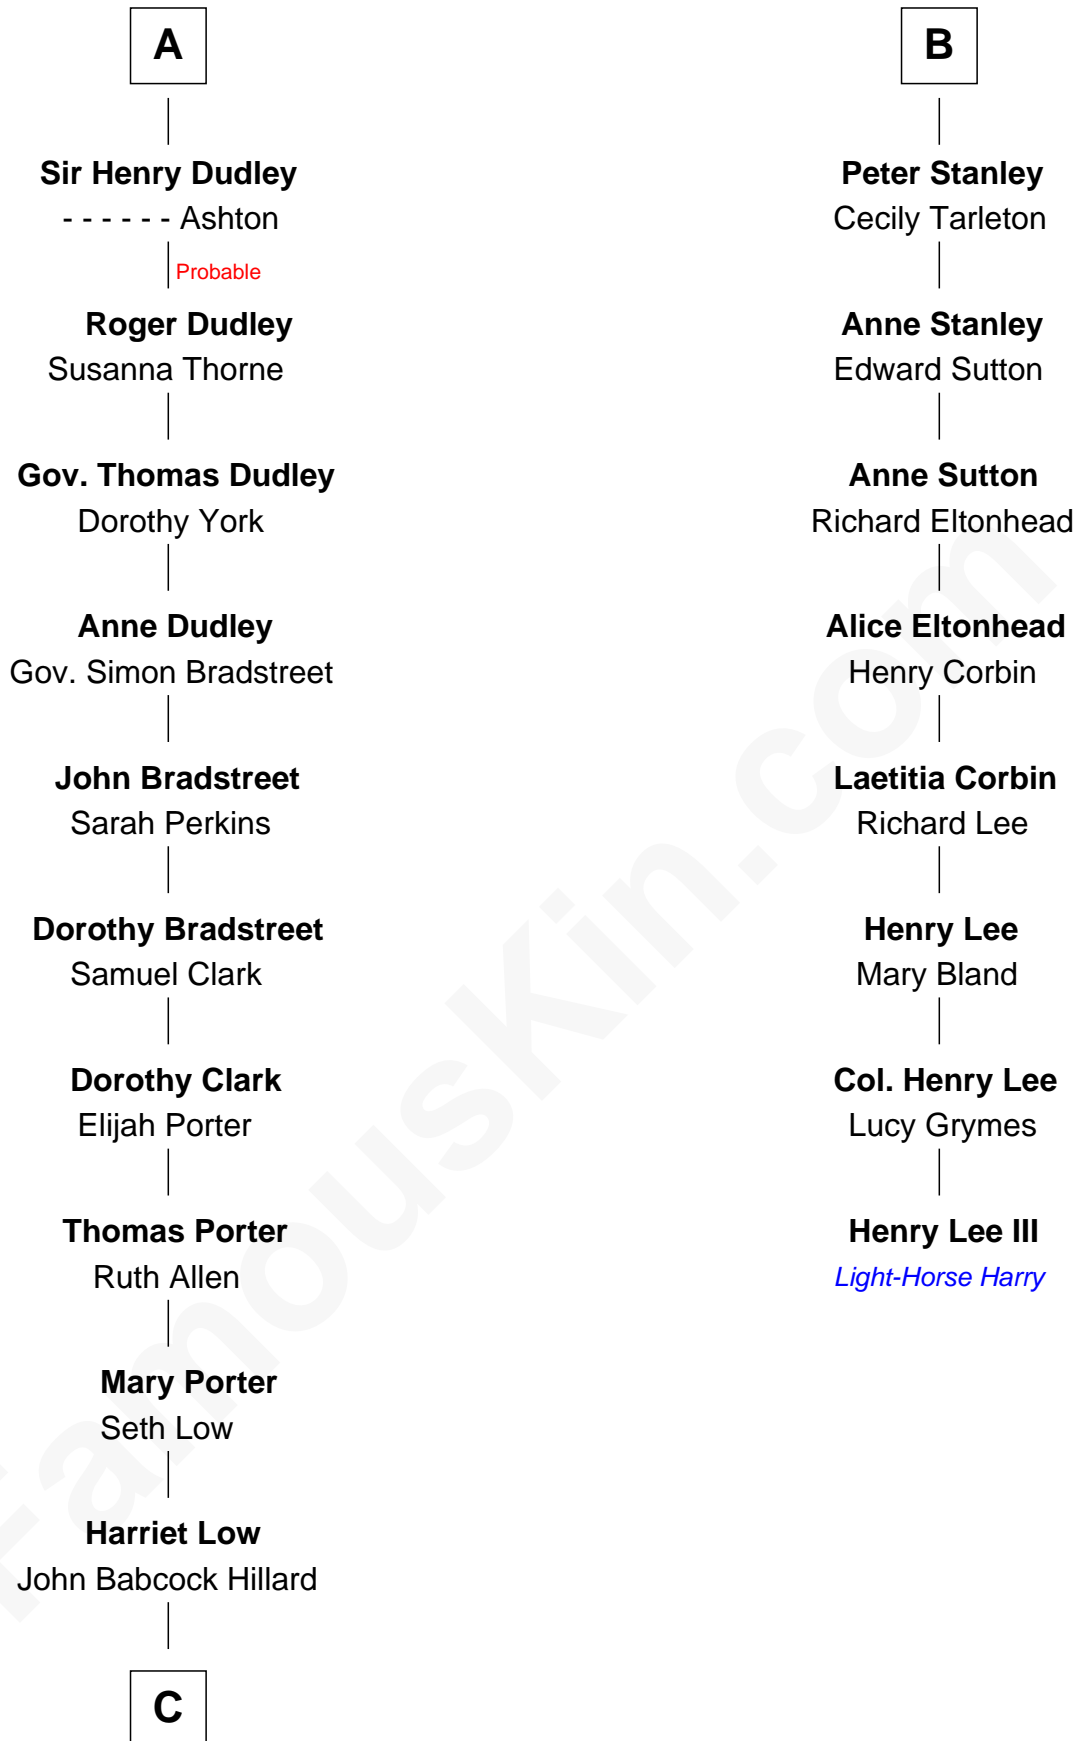 A
Sir Henry Dudley
- - - - - - Ashton
Probable
Roger Dudley
Susanna Thorne
Gov. Thomas Dudley
Dorothy York
Anne Dudley
Gov. Simon Bradstreet
John Bradstreet
Sarah Perkins
Dorothy Bradstreet
Samuel Clark
Dorothy Clark
Elijah Porter
Thomas Porter
Ruth Allen
Mary Porter
Seth Low
Harriet Low
John Babcock Hillard
C
B
Peter Stanley
Cecily Tarleton
Anne Stanley
Edward Sutton
Anne Sutton
Richard Eltonhead
Alice Eltonhead
Henry Corbin
Laetitia Corbin
Richard Lee
Henry Lee
Mary Bland
Col. Henry Lee
Lucy Grymes
Henry Lee III
Light-Horse Harry
FamousKin.com